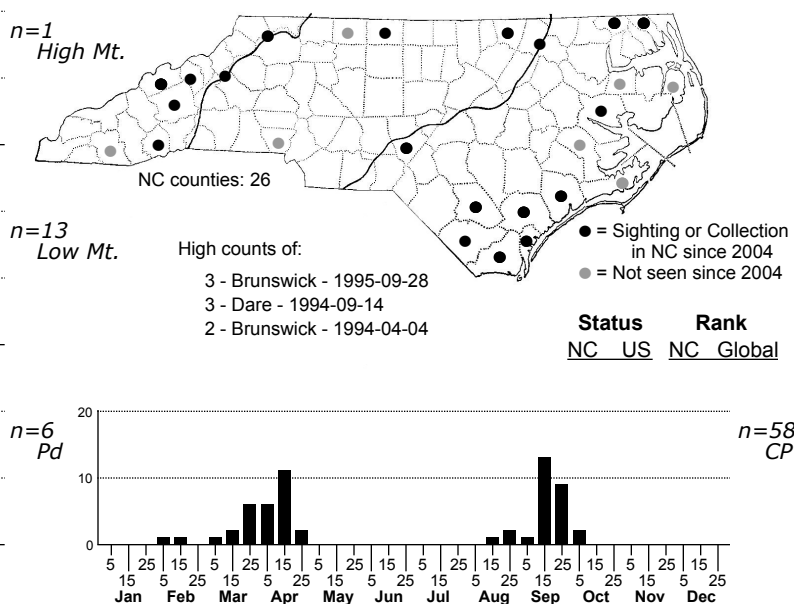 n=1
High Mt.
NC counties: 26
n=13
Low Mt.
High counts of:
3 - Brunswick - 1995-09-28
3 - Dare - 1994-09-14
2 - Brunswick - 1994-04-04
= Sighting or Collection
in NC since 2004
= Not seen since 2004
Status Rank
NC US NC Global
n=6
Pd
n=58
CP
20
10
0
5 25 15 5 25 15 5 25 15 5 25 15 5 25 15 5 25 15
15 5 25 15 5 25 15 5 25 15 5 25 15 5 25 15 5 25
Jan Feb Mar Apr May Jun Jul Aug Sep Oct Nov Dec